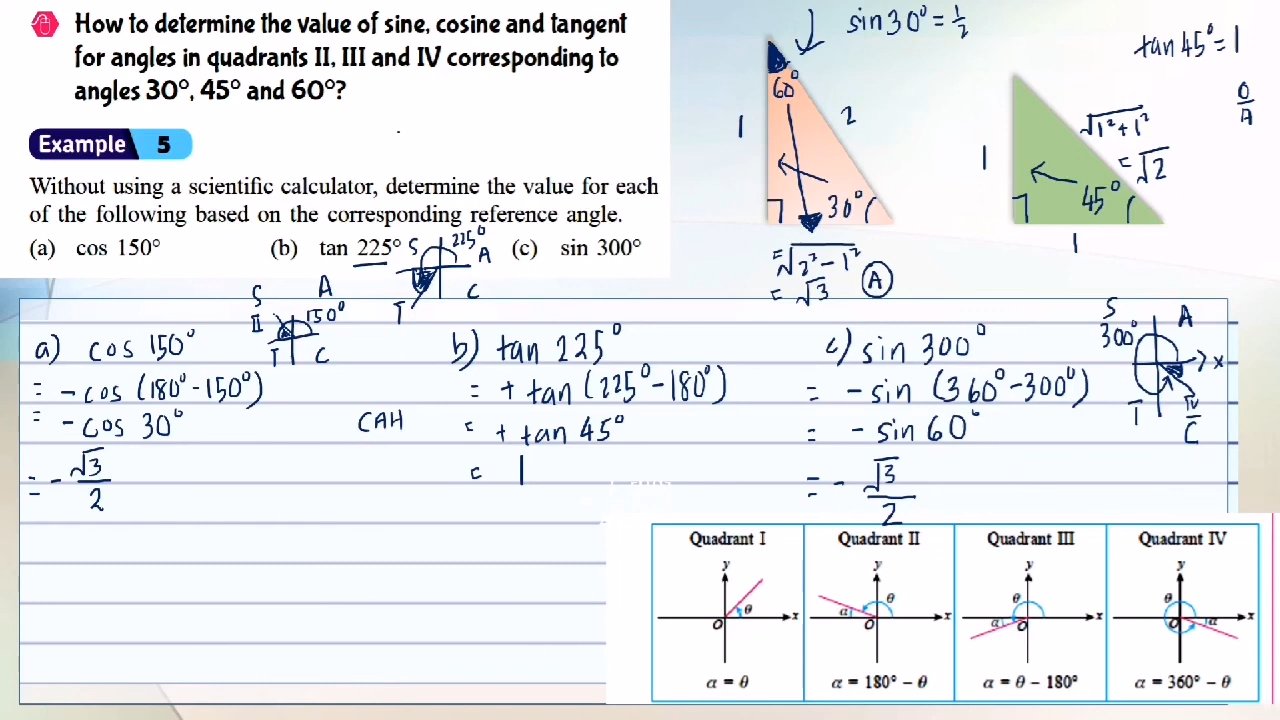 How to determine the value of sine, cosine and tangent
for angles in quadrants II, III and IV corresponding to
angles 30°, 45° and 60°?
Example 5
Without using a scientific calculator, determine the value for each
of the following based on the corresponding reference angle.
(a) cos 150° (b) tan 225° (c) sin 300°
S 225° A
T C
sin 30° = 1/2
60°
1
2
30°
= √2² - 1²
= √3
A
tan 45° = 1
O/A
1
√1² + 1²
= √2
45°
1
S A
II 150°
T C
a) cos 150°
= - cos (180° - 150°)
= - cos 30°
= - √3/2
CAH
b) tan 225°
= + tan (225° - 180°)
= + tan 45°
= 1
c) sin 300°
= - sin (360° - 300°)
= - sin 60°
= - √3/2
S A
300°
x
T IV C
Quadrant I Quadrant II Quadrant III Quadrant IV
y y y y
θ α θ α θ θ α
O x O x O x O x
α = θ α = 180° – θ α = θ – 180° α = 360° – θ